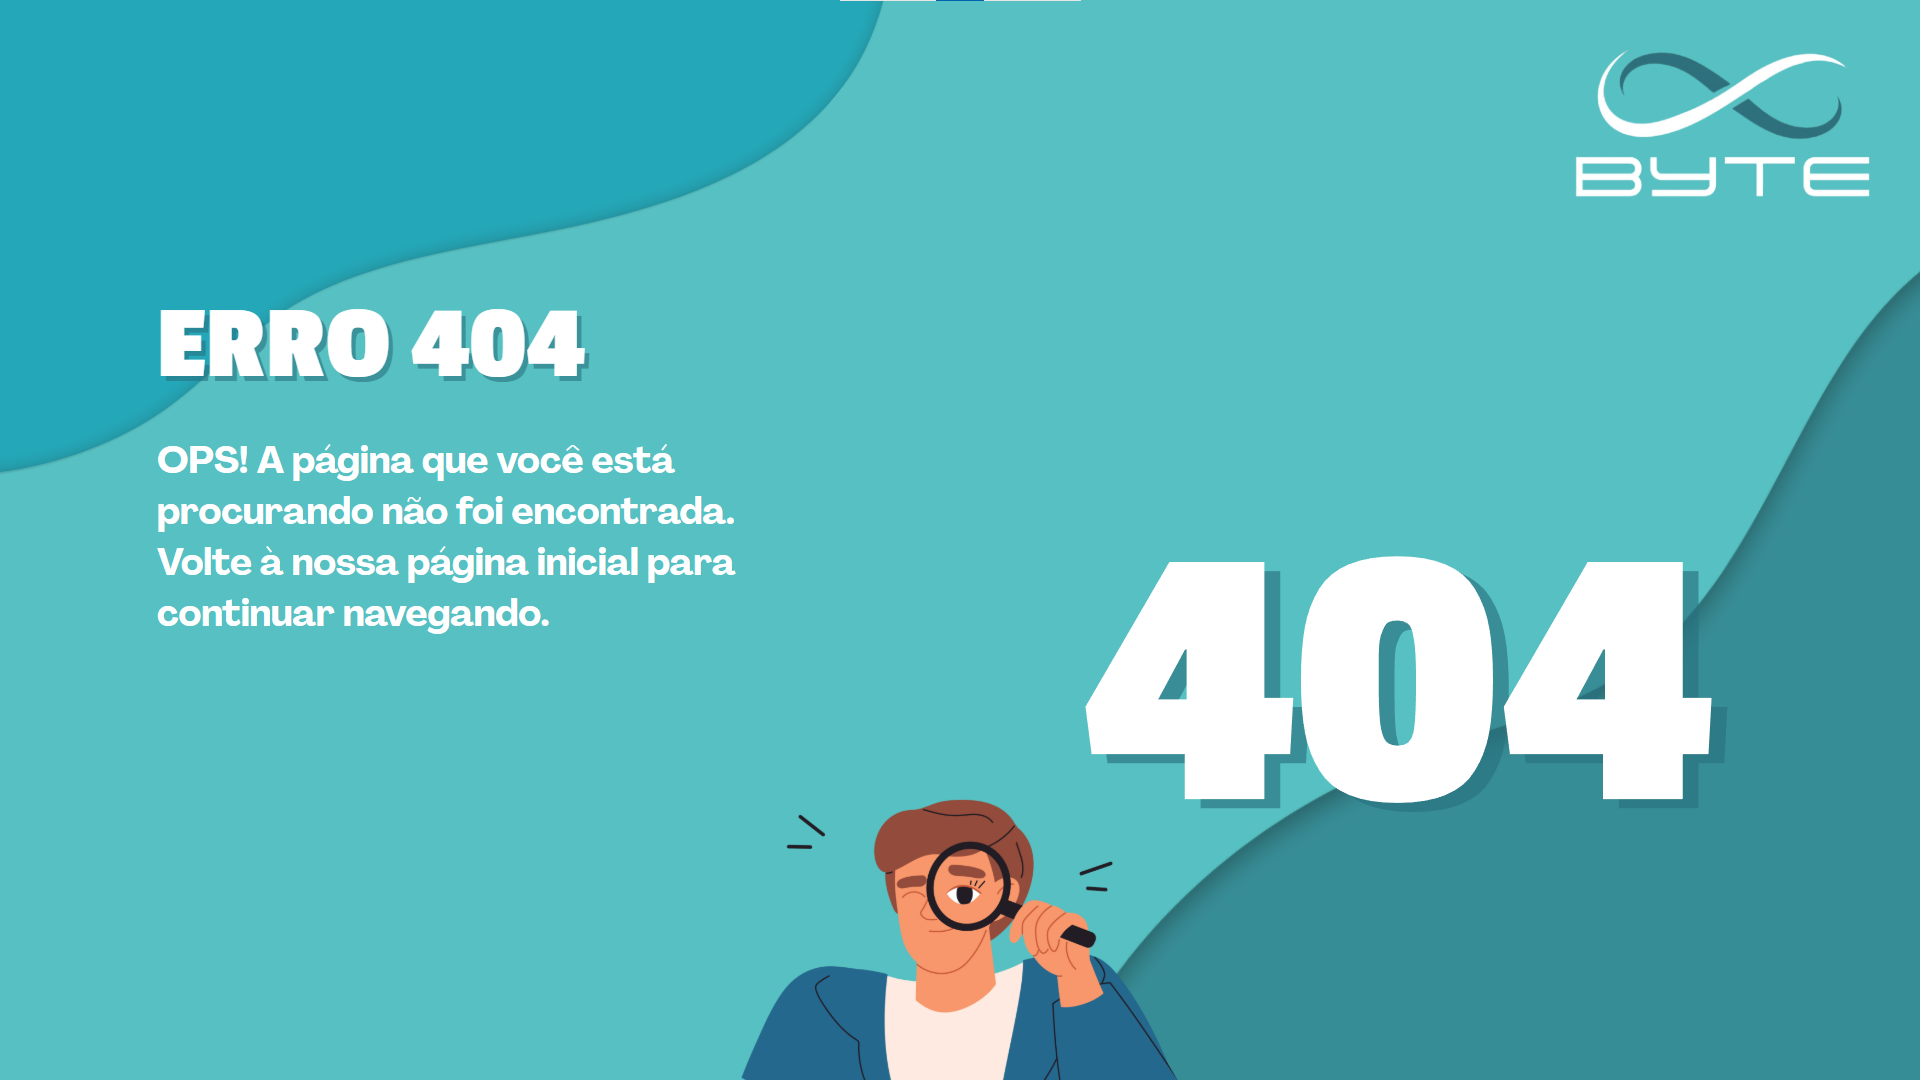 BYTE
ERRO 404
OPS! A página que você está
procurando não foi encontrada.
Volte à nossa página inicial para
continuar navegando.
404